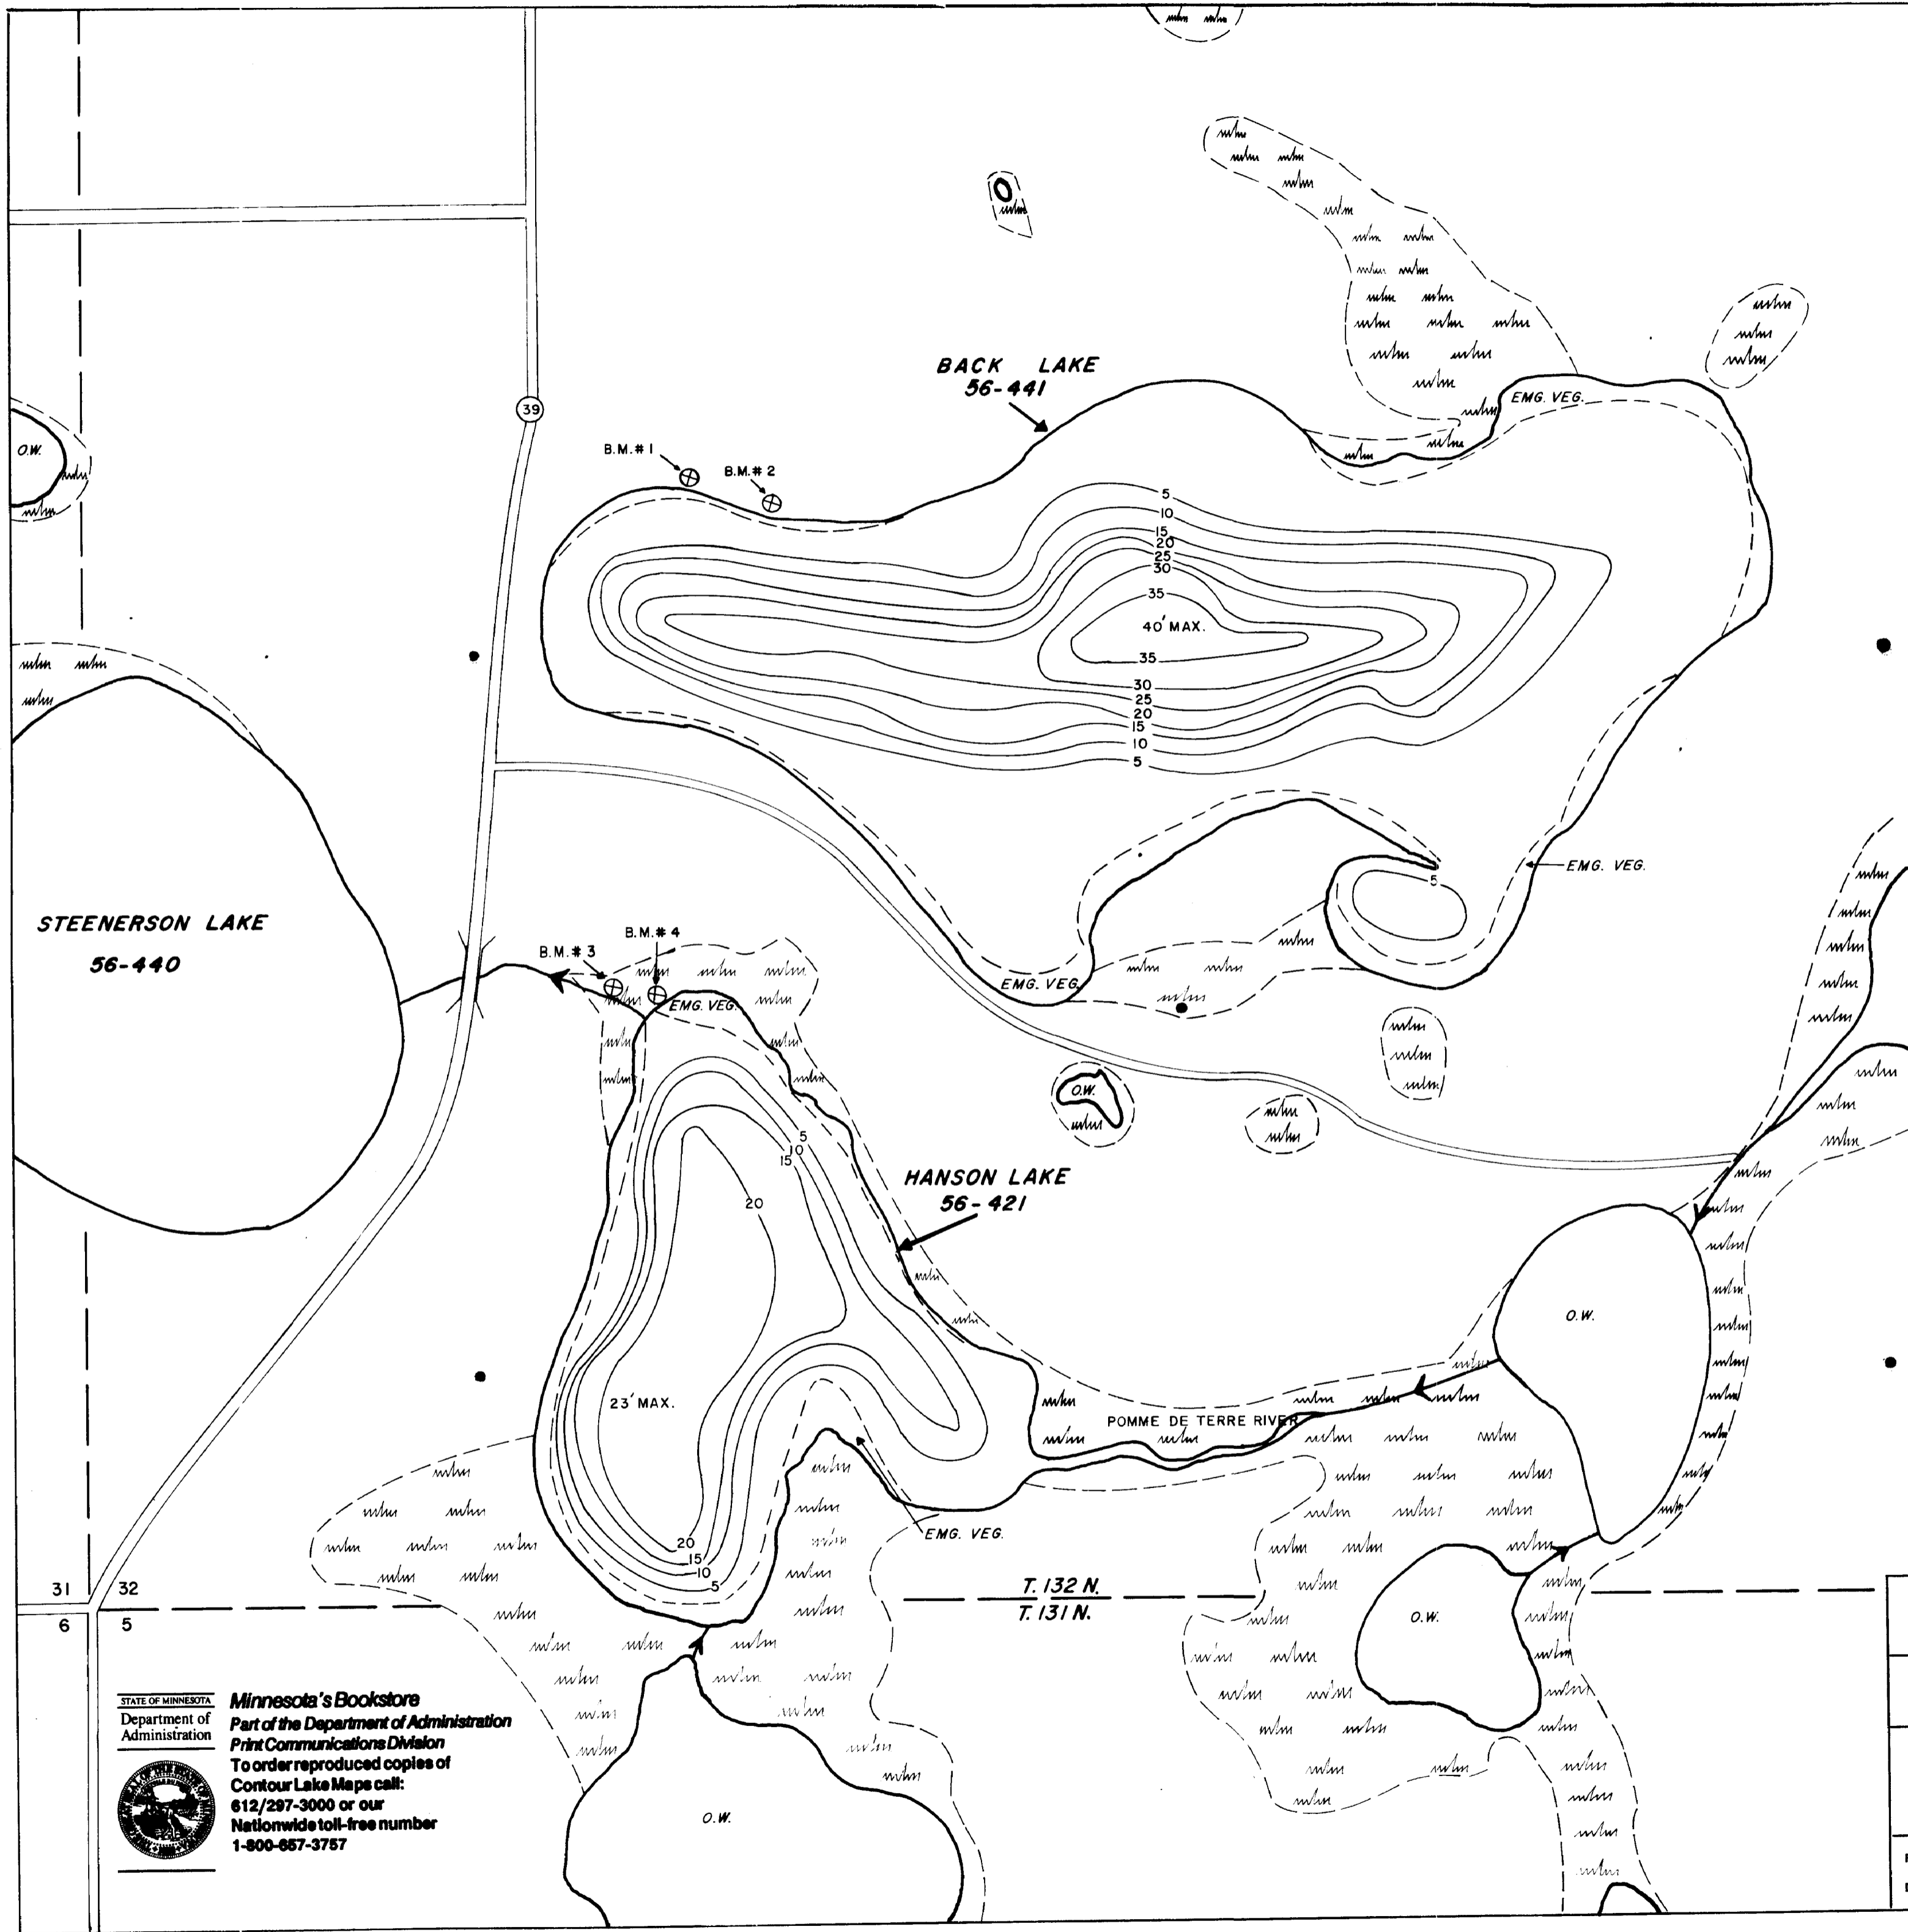 BACK LAKE
56-441
EMG. VEG.
39
O.W.
B.M.# 1
B.M.# 2
5
10
15
20
25
30
35
40' MAX.
35
30
25
20
15
10
5
EMG. VEG.
5
STEENERSON LAKE
56-440
B.M.# 3
B.M.# 4
EMG. VEG.
EMG. VEG.
O.W.
5
10
15
20
HANSON LAKE
56-421
O.W.
23' MAX.
POMME DE TERRE RIVER
EMG. VEG.
20
15
10
5
31 32
6 5
T. 132 N.
T. 131 N.
O.W.
STATE OF MINNESOTA
Department of
Administration
Minnesota's Bookstore
Part of the Department of Administration
Print Communications Division
To order reproduced copies of
Contour Lake Maps call:
612/297-3000 or our
Nationwide toll-free number
1-800-657-3757
O.W.